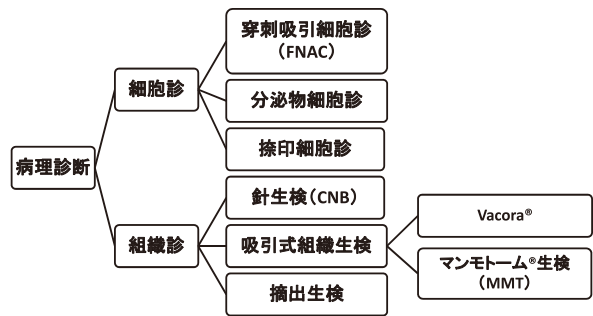 病理診断
細胞診
穿刺吸引細胞診
（FNAC）
分泌物細胞診
捺印細胞診
組織診
針生検（CNB）
吸引式組織生検
Vacora®
マンモトーム®生検
（MMT）
摘出生検